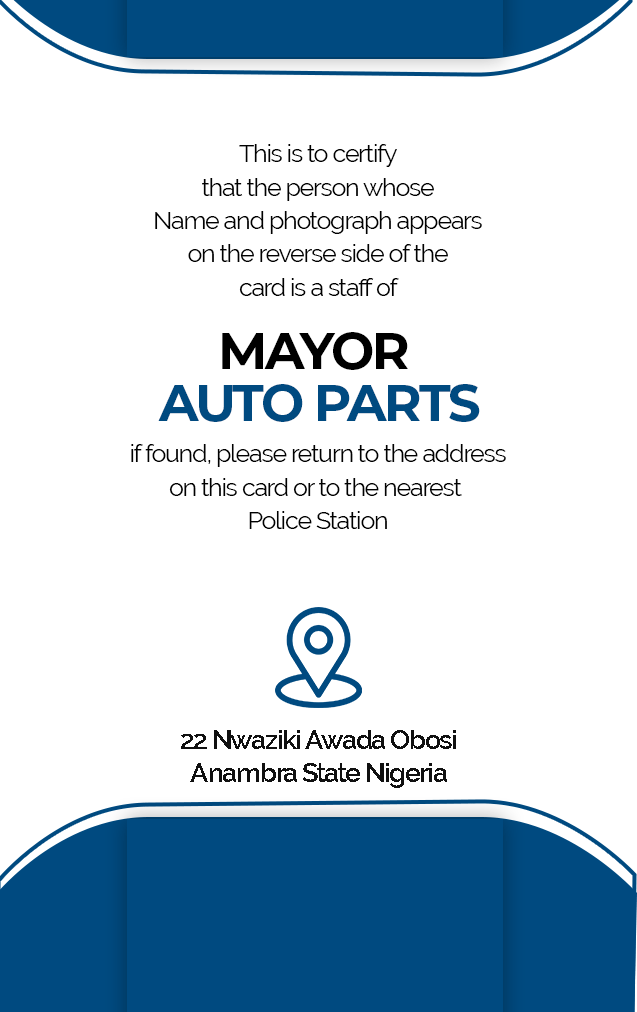 This is to certify
that the person whose
Name and photograph appears
on the reverse side of the
card is a staff of
MAYOR
AUTO PARTS
if found, please return to the address
on this card or to the nearest
Police Station
22 Nwaziki Awada Obosi
Anambra State Nigeria